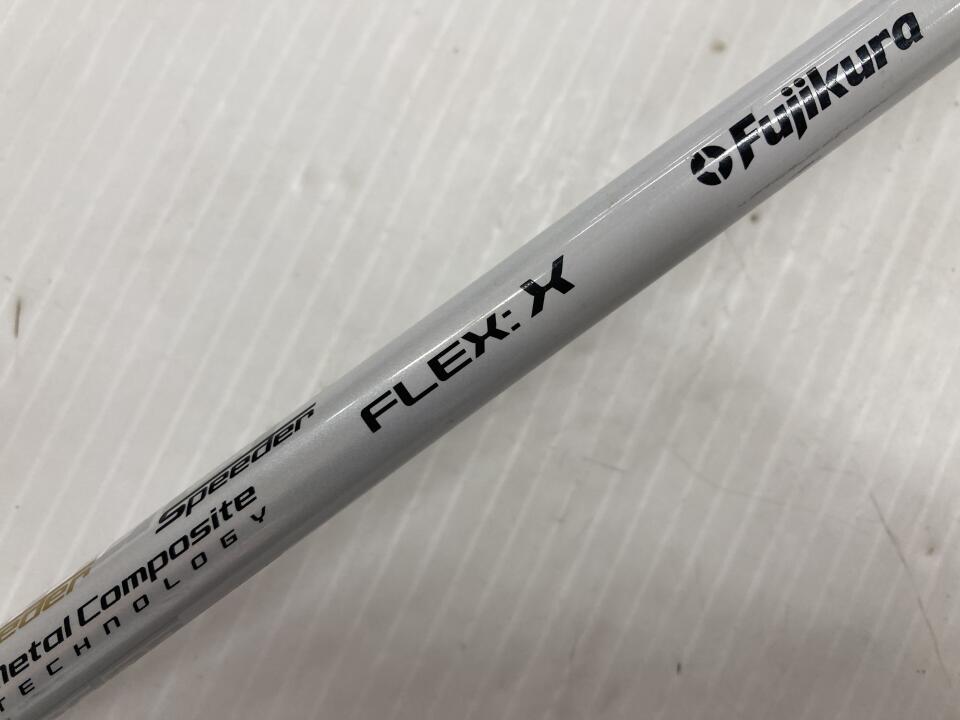 Fujikura
FLEX: X
Speeder
Metal Composite
TECHNOLOGY